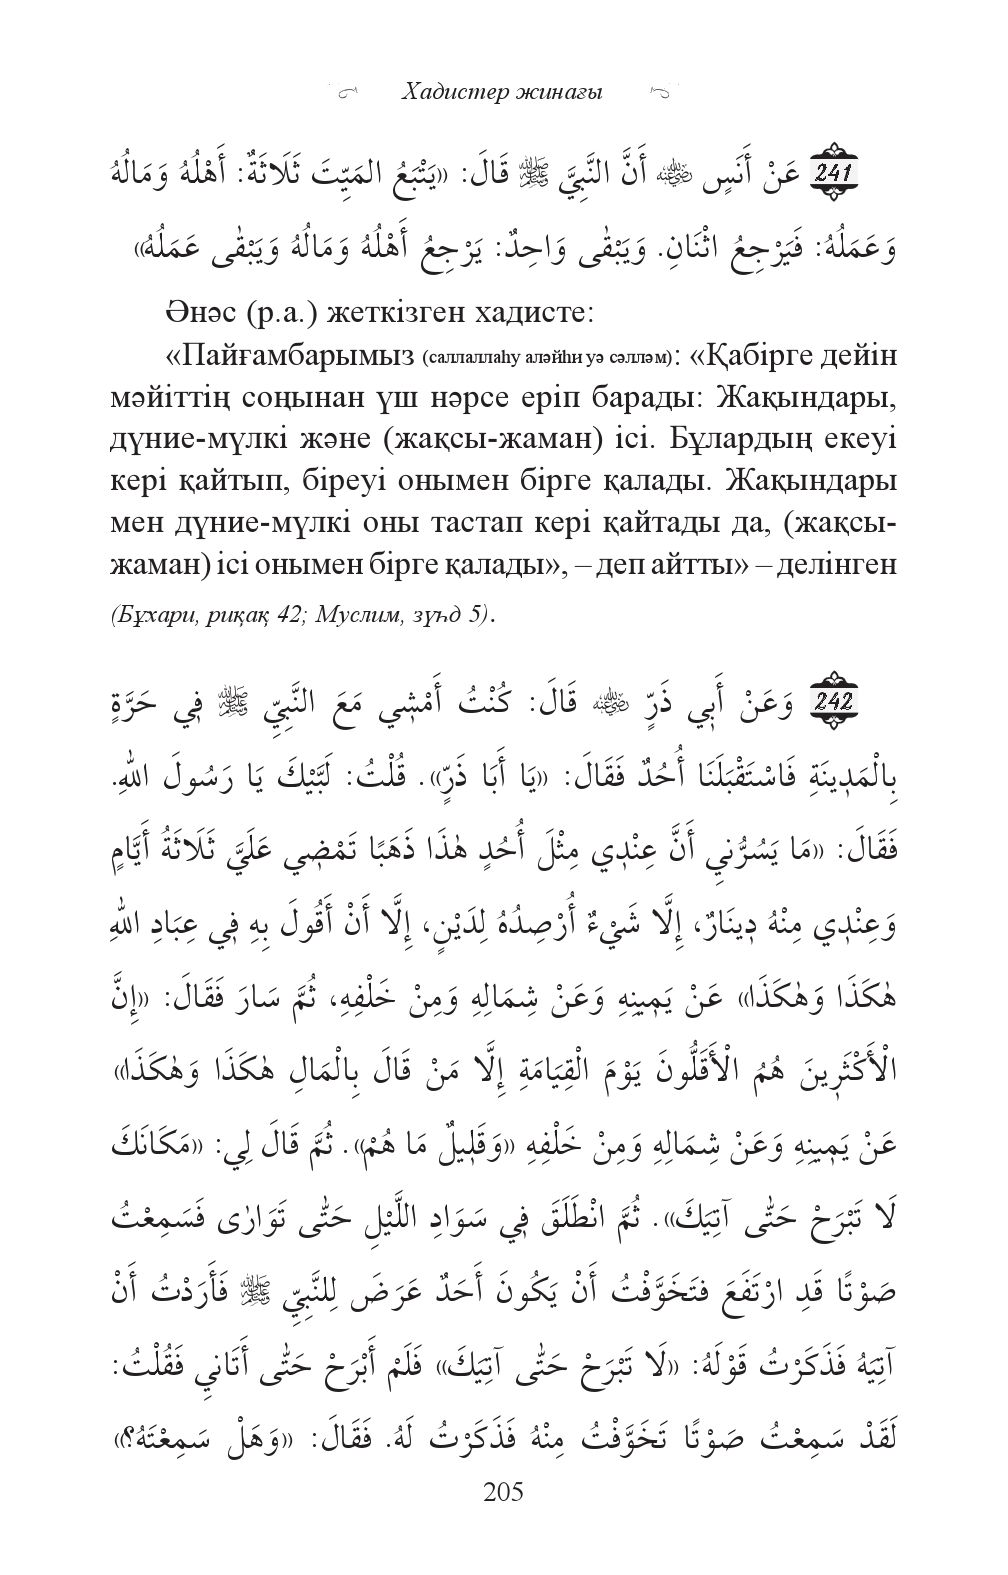 Хадистер жинағы
241 عَنْ أَنَسٍ ﷺ أَنَّ النَّبِيَّ ﷺ قَالَ: «يَتْبَعُ المَيِّتَ ثَلَاثَةٌ: أَهْلُهُ وَمَالُهُ
وَعَمَلُهُ: فَيَرْجِعُ اثْنَانِ. وَيَبْقٰى وَاحِدٌ: يَرْجِعُ أَهْلُهُ وَمَالُهُ وَيَبْقٰى عَمَلُهُ»
Әнәс (р.а.) жеткізген хадисте:
«Пайғамбарымыз (саллаллаһу аләйһи уә сәлләм): «Қабірге дейін
мәйіттің соңынан үш нәрсе еріп барады: Жақындары,
дүние-мүлкі және (жақсы-жаман) ісі. Бұлардың екеуі
кері қайтып, біреуі онымен бірге қалады. Жақындары
мен дүние-мүлкі оны тастап кері қайтады да, (жақсы-
жаман) ісі онымен бірге қалады», – деп айтты» – делінген
(Бұхари, риқақ 42; Муслим, зүһд 5).
242 وَعَنْ أَبِي ذَرٍّ رضي الله عنه قَالَ: كُنْتُ أَمْشِي مَعَ النَّبِيِّ ﷺ فِي حَرَّةٍ
بِالْمَدِينَةِ فَاسْتَقْبَلَنَا أُحُدٌ فَقَالَ: «يَا أَبَا ذَرٍّ». قُلْتُ: لَبَّيْكَ يَا رَسُولَ اللهِ.
فَقَالَ: «مَا يَسُرُّنِي أَنَّ عِنْدِي مِثْلَ أُحُدٍ هٰذَا ذَهَبًا تَمْضِي عَلَيَّ ثَلَاثَةُ أَيَّامٍ
وَعِنْدِي مِنْهُ دِينَارٌ، إِلَّا شَيْءٌ أُرْصِدُهُ لِدَيْنٍ، إِلَّا أَنْ أَقُولَ بِهِ فِي عِبَادِ اللهِ
هٰكَذَا وَهٰكَذَا» عَنْ يَمِينِهِ وَعَنْ شِمَالِهِ وَمِنْ خَلْفِهِ، ثُمَّ سَارَ فَقَالَ: «إِنَّ
الْأَكْثَرِينَ هُمُ الْأَقَلُّونَ يَوْمَ الْقِيَامَةِ إِلَّا مَنْ قَالَ بِالْمَالِ هٰكَذَا وَهٰكَذَا»
عَنْ يَمِينِهِ وَعَنْ شِمَالِهِ وَمِنْ خَلْفِهِ «وَقَلِيلٌ مَا هُمْ». ثُمَّ قَالَ لِي: «مَكَانَكَ
لَا تَبْرَحْ حَتّٰى آتِيَكَ». ثُمَّ انْطَلَقَ فِي سَوَادِ اللَّيْلِ حَتّٰى تَوَارٰى فَسَمِعْتُ
صَوْتًا قَدِ ارْتَفَعَ فتَخَوَّفْتُ أَنْ يَكُونَ أَحَدٌ عَرَضَ لِلنَّبِيِّ ﷺ فَأَرَدْتُ أَنْ
آتِيَهُ فَذَكَرْتُ قَوْلَهُ: «لَا تَبْرَحْ حَتّٰى آتِيَكَ» فَلَمْ أَبْرَحْ حَتّٰى أَتَانِي فَقُلْتُ:
لَقَدْ سَمِعْتُ صَوْتًا تَخَوَّفْتُ مِنْهُ فَذَكَرْتُ لَهُ. فَقَالَ: «وَهَلْ سَمِعْتَهُ؟»
205